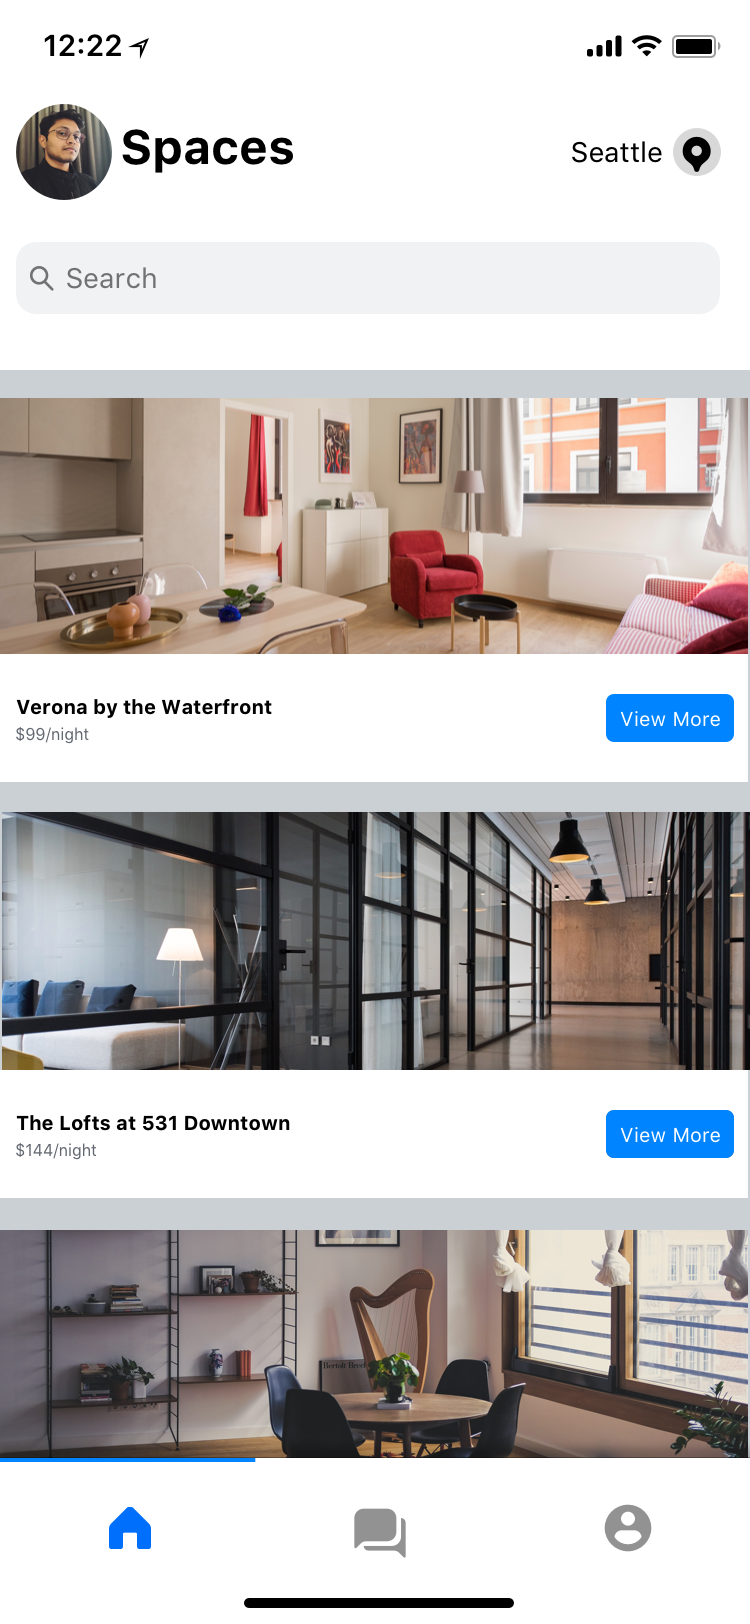 12:22
Spaces
Seattle
Search
Verona by the Waterfront
$99/night
View More
The Lofts at 531 Downtown
$144/night
View More